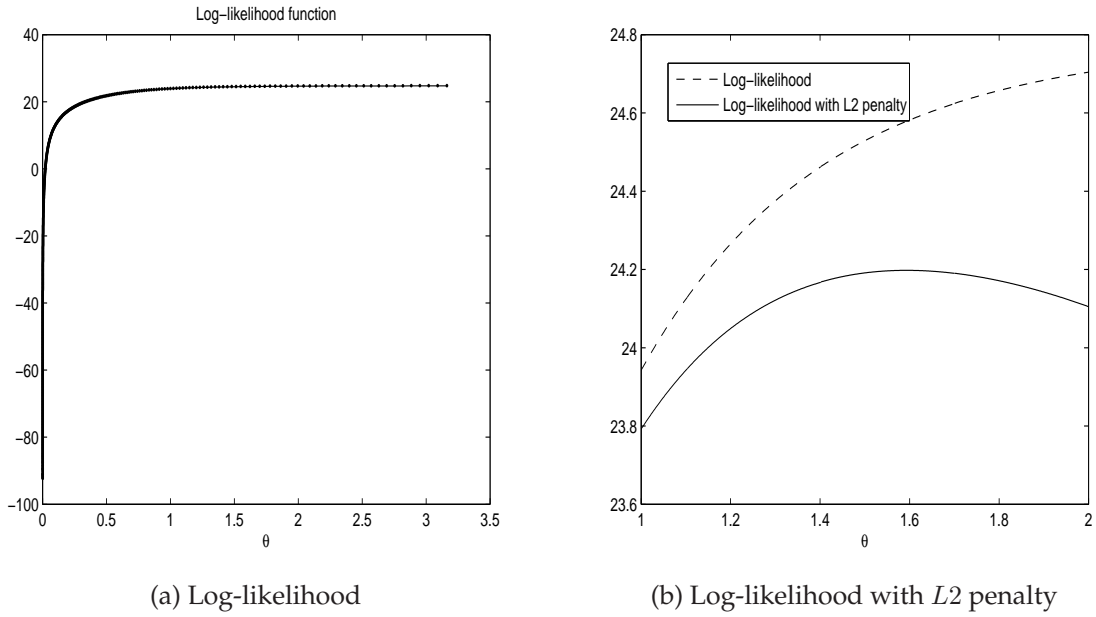 Log−likelihood function
40
20
0
−20
−40
−60
−80
−100
0 0.5 1 1.5 2 2.5 3 3.5
θ
(a) Log-likelihood
24.8
24.6
24.4
24.2
24
23.8
23.6
Log−likelihood
Log−likelihood with L2 penalty
1 1.2 1.4 1.6 1.8 2
θ
(b) Log-likelihood with L2 penalty